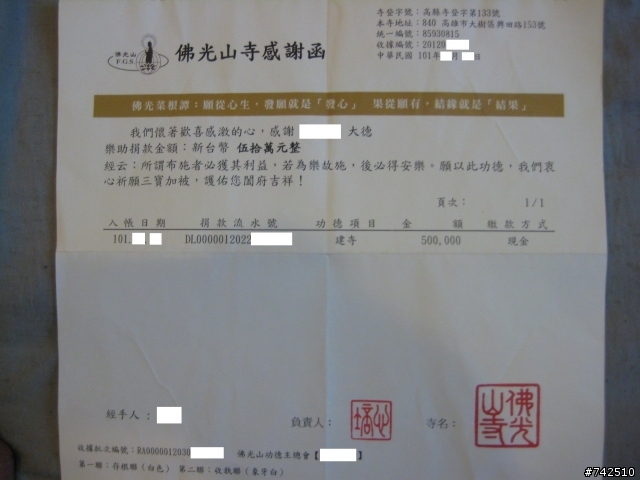 寺登字號：高縣寺登字第133號
本寺地址：840 高雄市大樹區興田路153號
統一編號：85930815
收據編號：20120
中華民國 101年 月 日
佛光山
F.G.S.
佛光山寺感謝函
佛光菜根譚：願從心生，發願就是「發心」 果從願有，結緣就是「結果」
我們懷著歡喜感激的心，感謝 大德
樂助捐款金額：新台幣 伍拾萬元整
經云：所謂布施者必獲其利益，若為樂故施，後必得安樂。願以此功德，我們衷
心祈願三寶加被，護佑您闔府吉祥！
頁次： 1/1
入帳日期 捐款流水號 功德項目 金 額 繳款方式
101. . DL0000012022 建寺 500,000 現金
經手人： 負責人： 寺名：
佛光山寺
收據批次編號：RA0000012030 佛光山功德主總會【 】
第一聯：存根聯(白色) 第二聯：收執聯(象牙白)
#742510